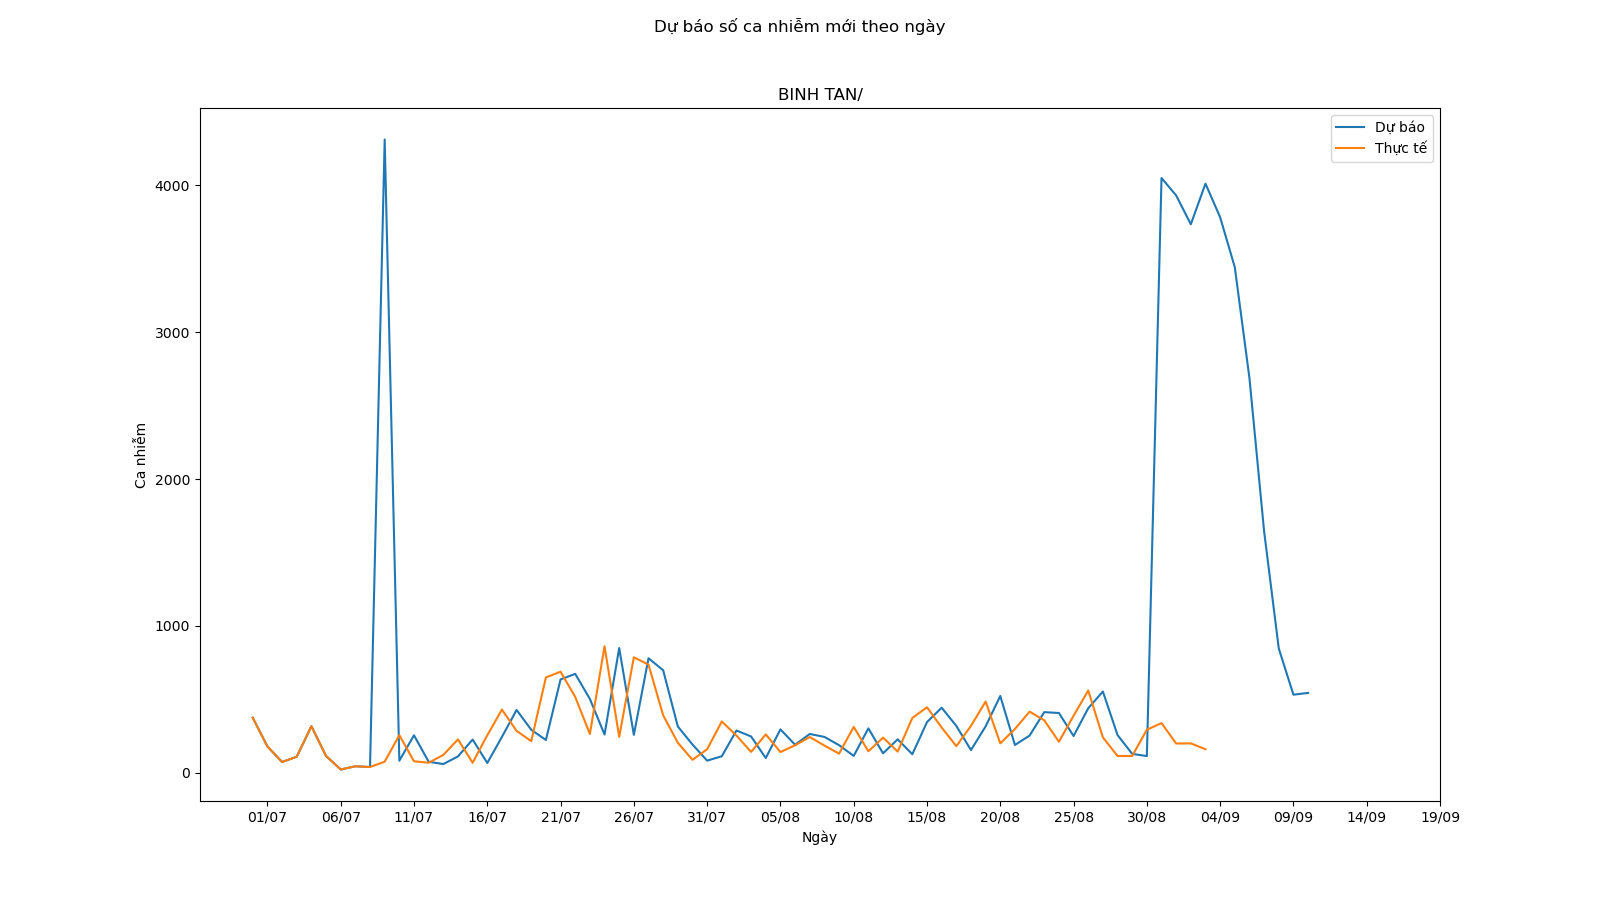 Dự báo số ca nhiễm mới theo ngày
BINH TAN/
Dự báo
Thực tế
4000
3000
2000
1000
0
Ca nhiễm
01/07 06/07 11/07 16/07 21/07 26/07 31/07 05/08 10/08 15/08 20/08 25/08 30/08 04/09 09/09 14/09 19/09
Ngày